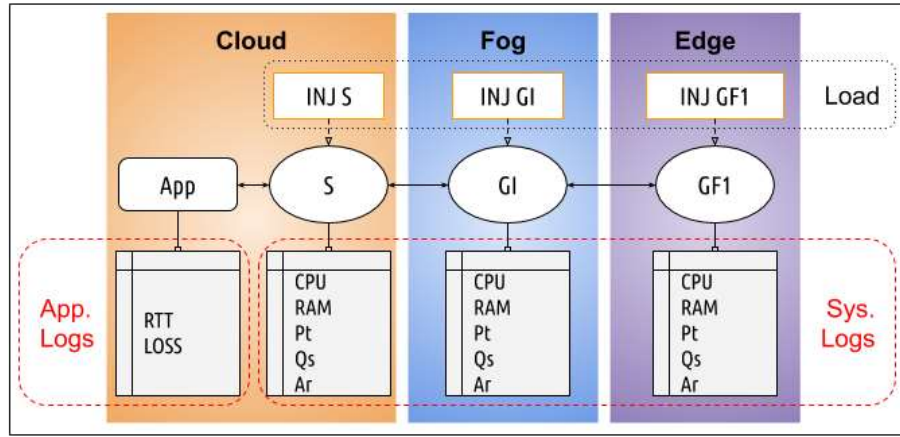 Cloud
Fog
Edge
INJ S
INJ GI
INJ GF1
Load
App
S
GI
GF1
App.
Logs
RTT
LOSS
CPU
RAM
Pt
Qs
Ar
CPU
RAM
Pt
Qs
Ar
CPU
RAM
Pt
Qs
Ar
Sys.
Logs